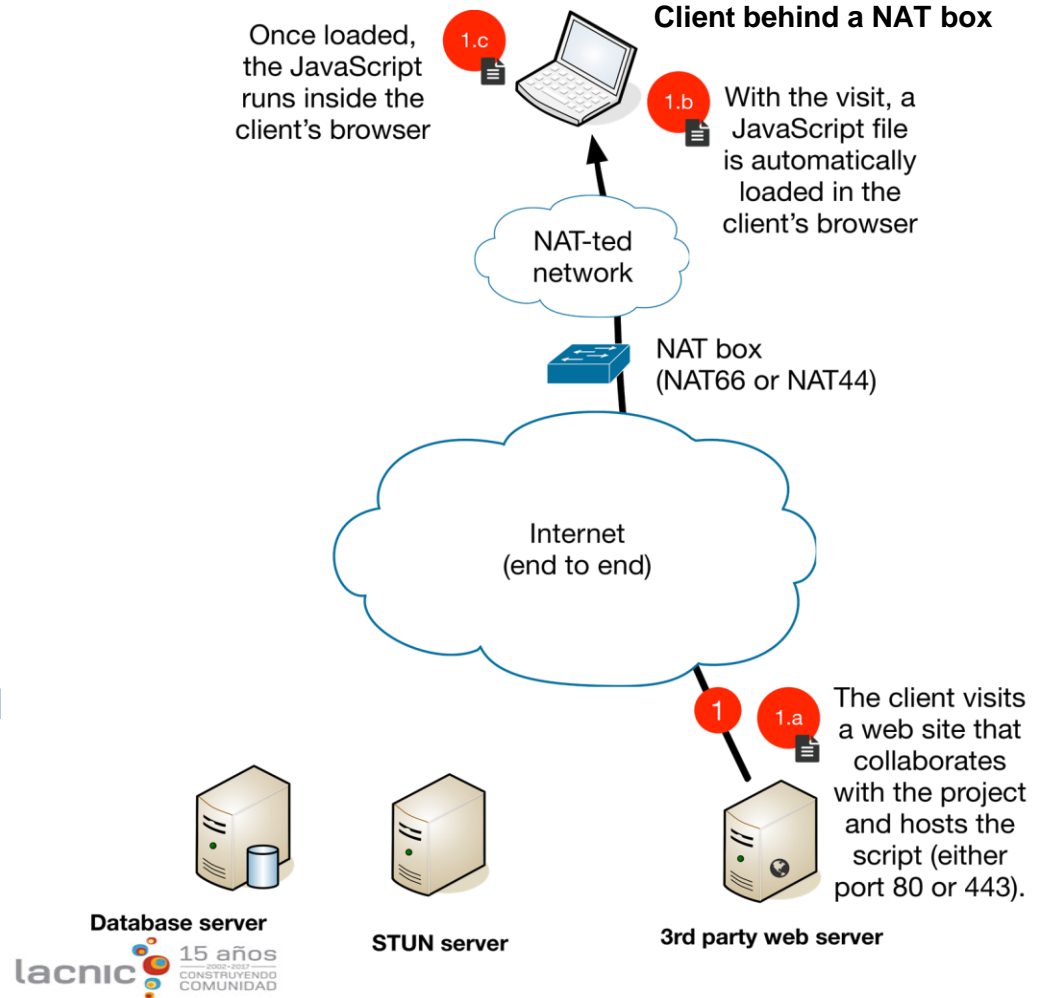 Client behind a NAT box
Once loaded,
the JavaScript
runs inside the
client's browser
1.c
1.b
With the visit, a
JavaScript file
is automatically
loaded in the
client's browser
NAT-ted
network
NAT box
(NAT66 or NAT44)
Internet
(end to end)
1
1.a
The client visits
a web site that
collaborates
with the project
and hosts the
script (either
port 80 or 443).
Database server
STUN server
3rd party web server
lacnic
15 años
2002-2017
CONSTRUYENDO
COMUNIDAD